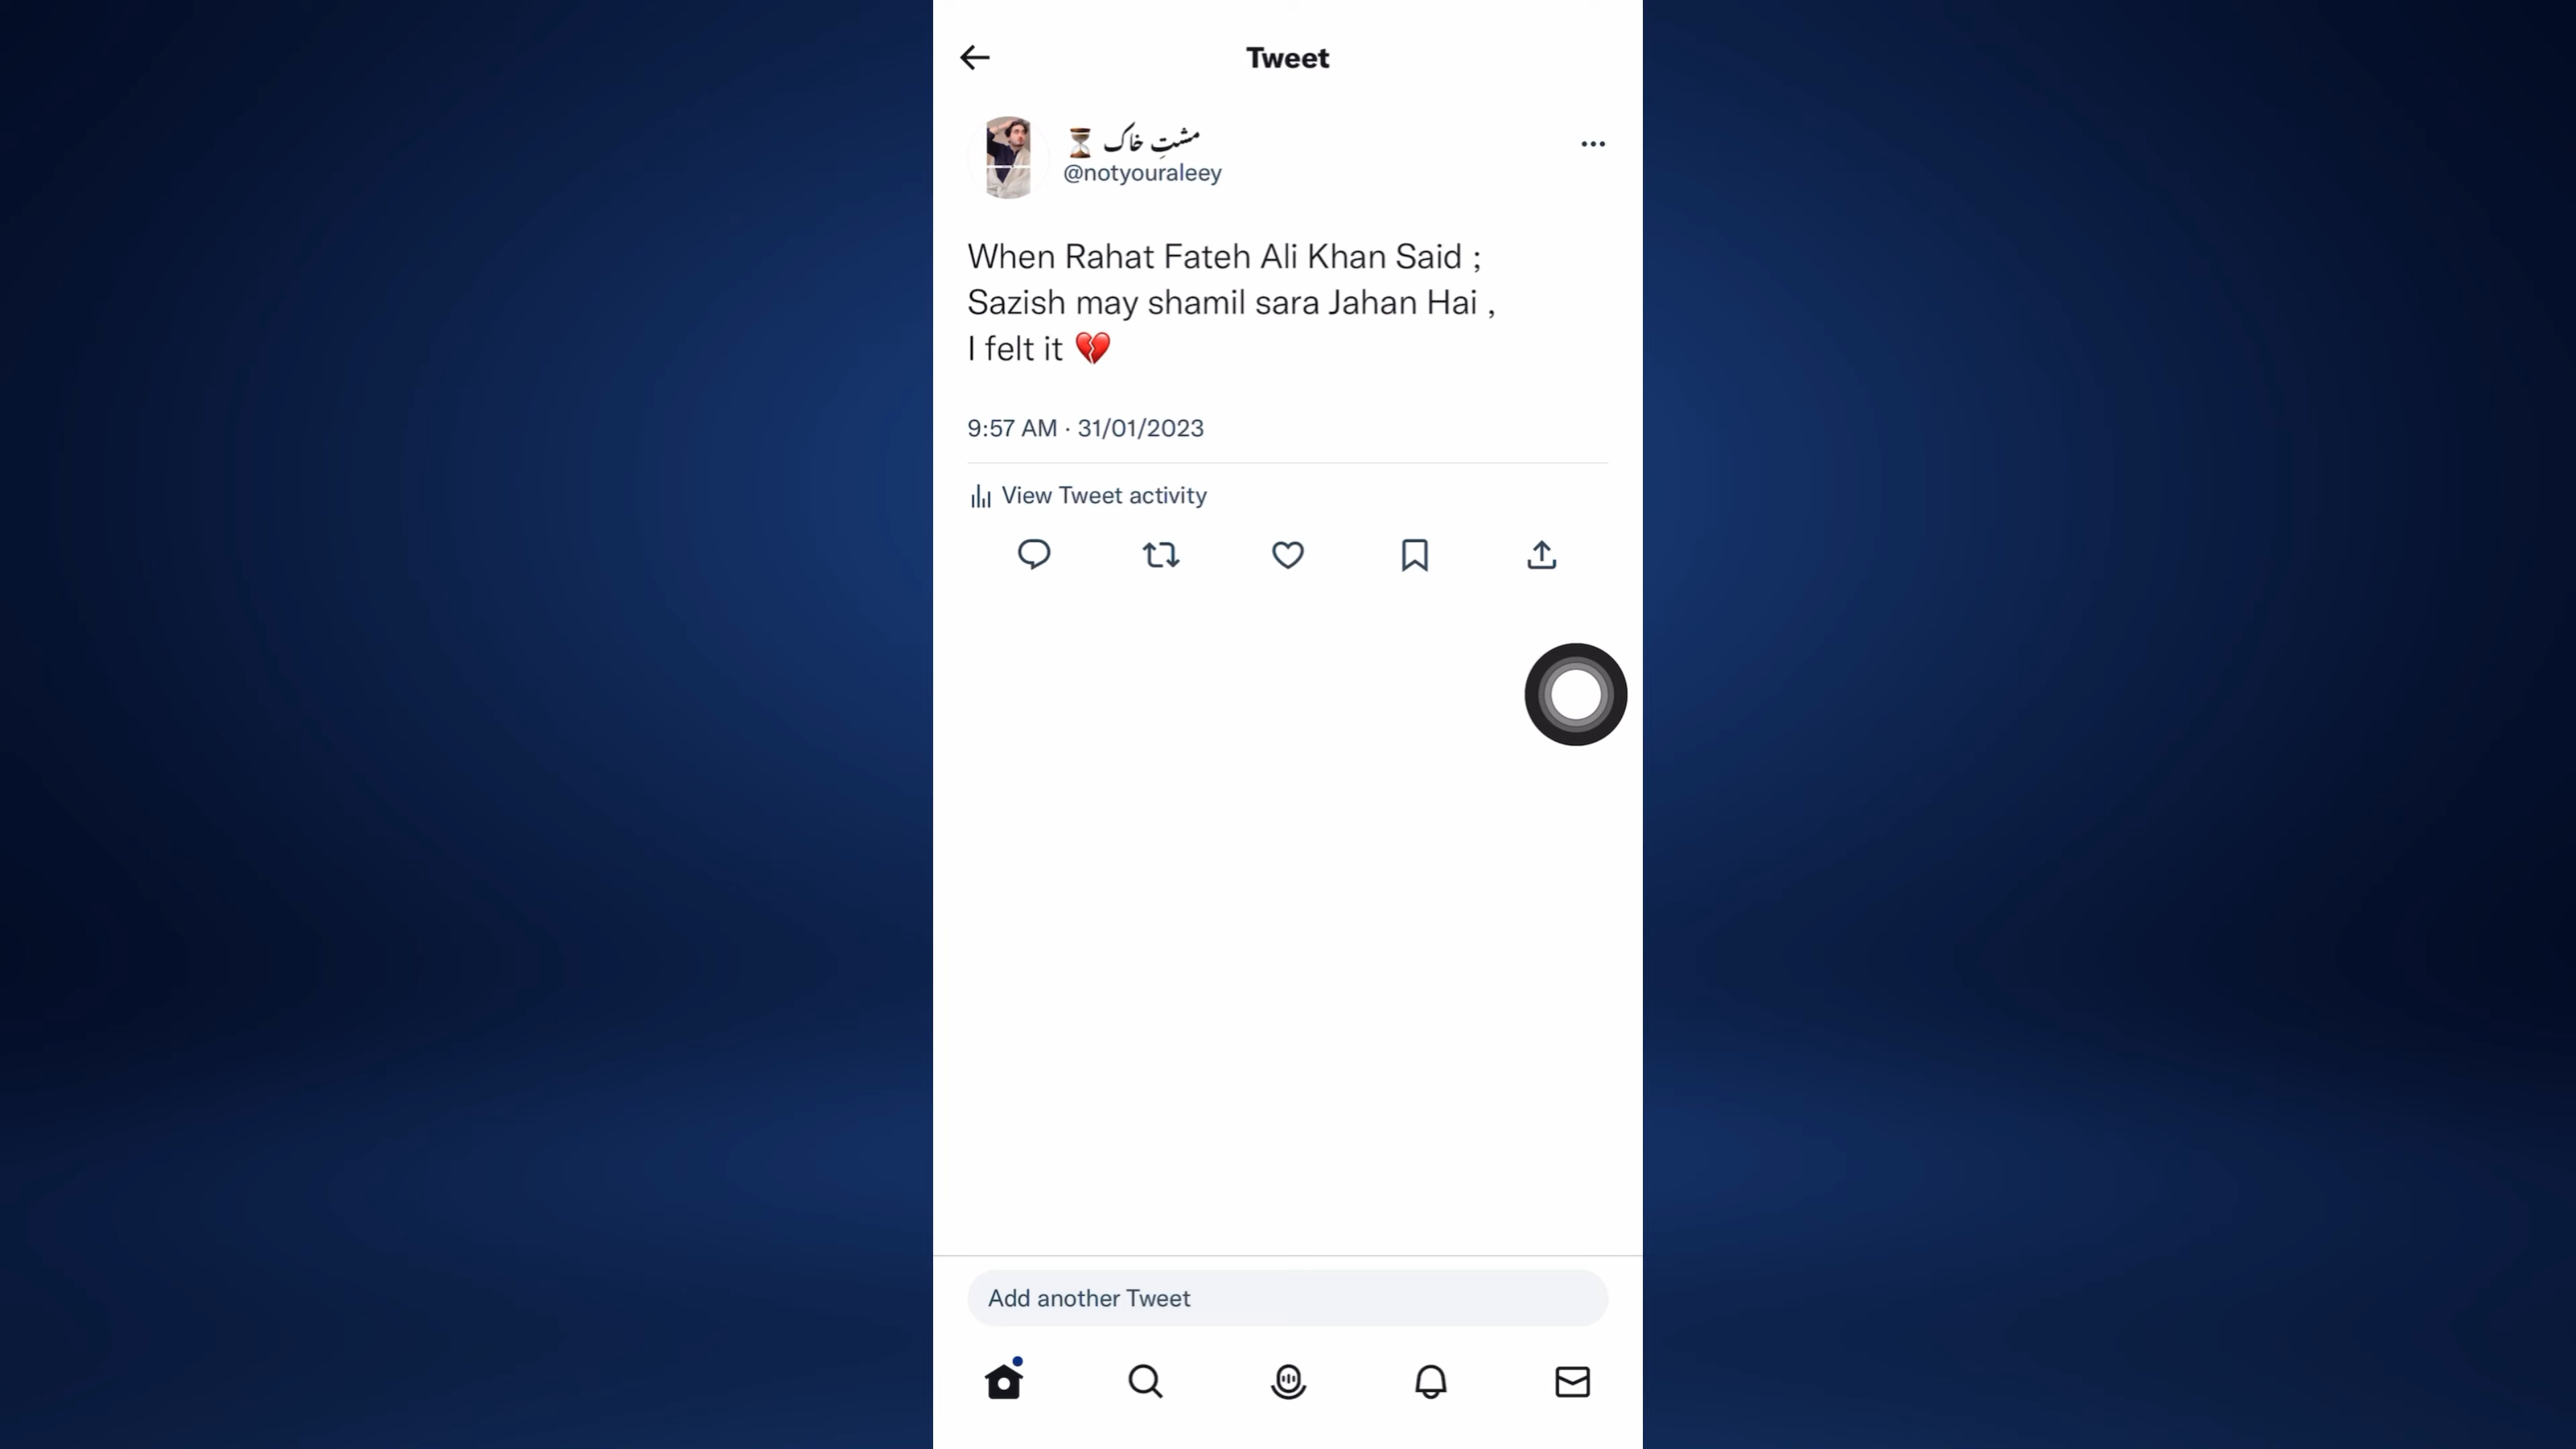 Tweet
مشتِ خاک ⏳
@notyouraleey
When Rahat Fateh Ali Khan Said ;
Sazish may shamil sara Jahan Hai ,
I felt it 💔
9:57 AM · 31/01/2023
View Tweet activity
Add another Tweet